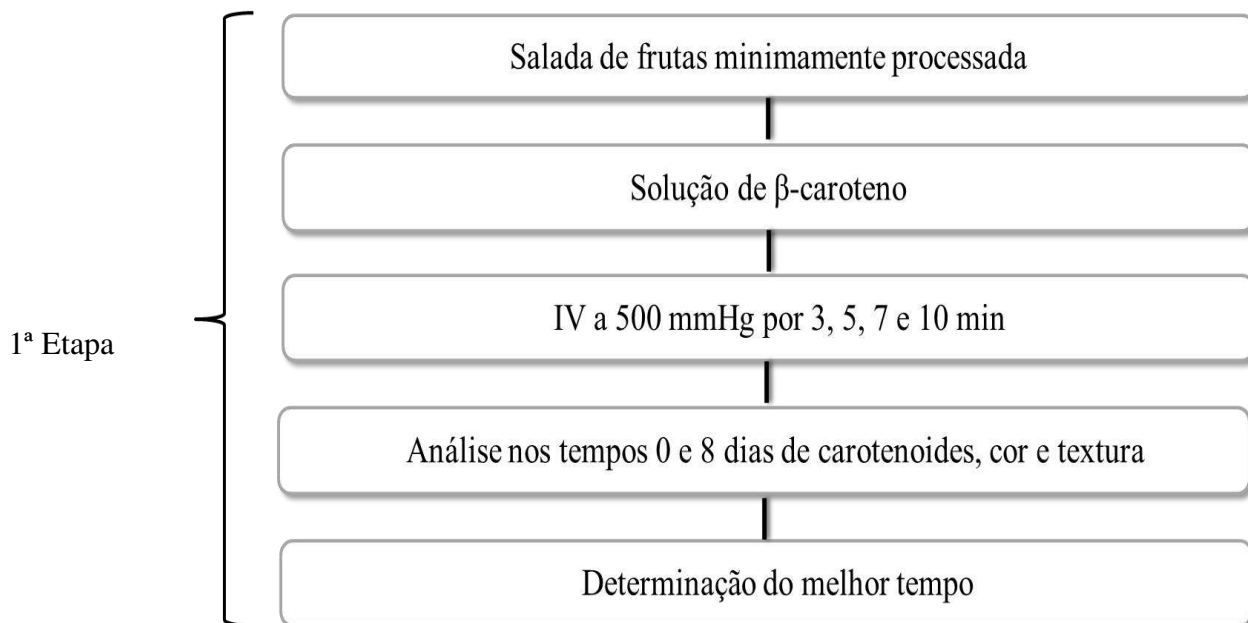 Salada de frutas minimamente processada
Solução de β-caroteno
IV a 500 mmHg por 3, 5, 7 e 10 min
1ª Etapa
Análise nos tempos 0 e 8 dias de carotenoides, cor e textura
Determinação do melhor tempo